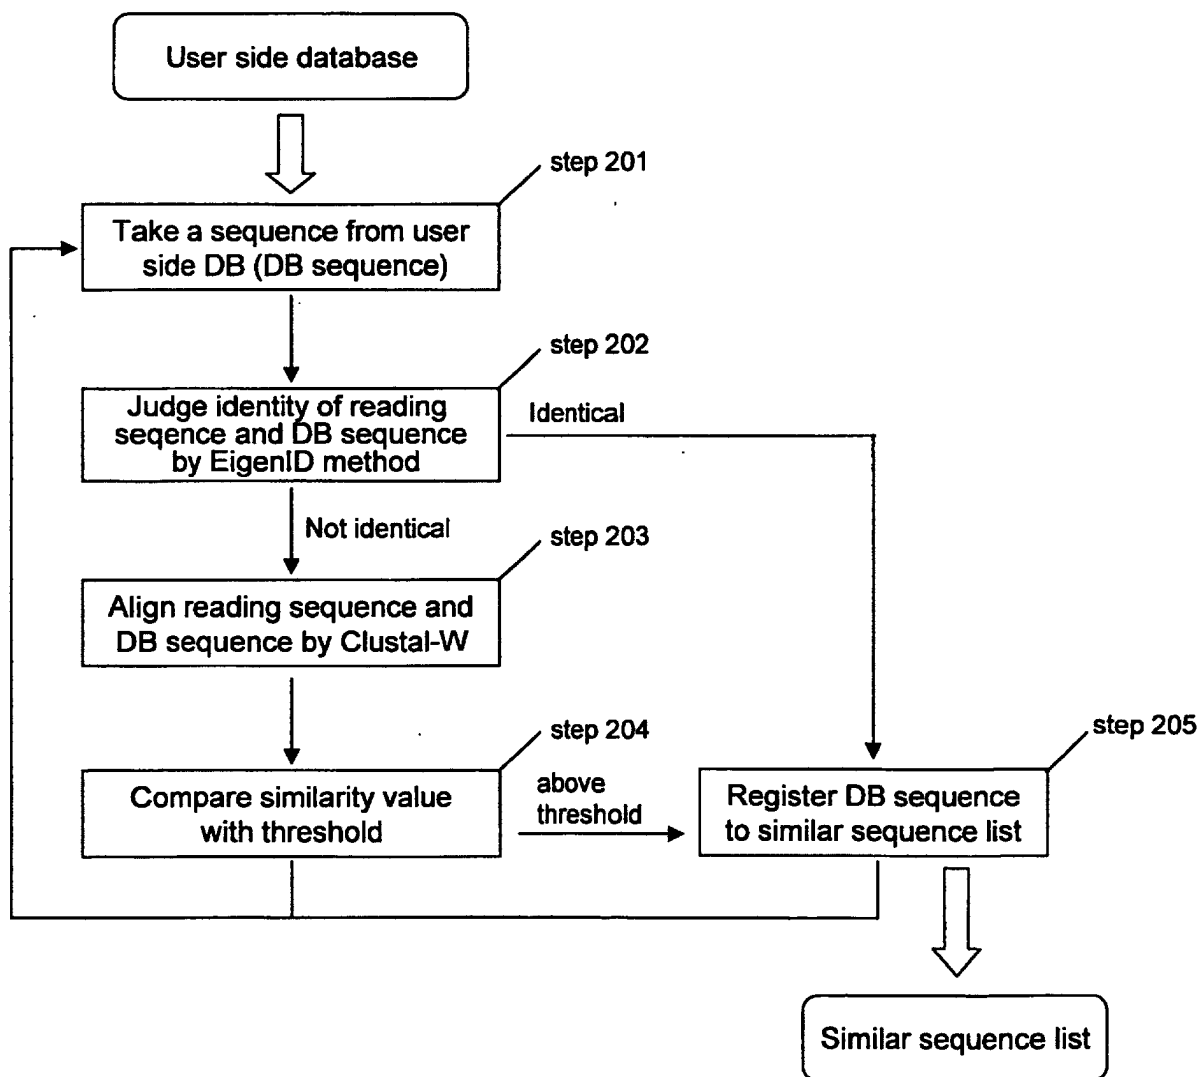 User side database
step 201
Take a sequence from user
side DB (DB sequence)
step 202
Judge identity of reading
seqence and DB sequence
by EigenID method
Identical
Not identical
step 203
Align reading sequence and
DB sequence by Clustal-W
step 204
Compare similarity value
with threshold
above
threshold
step 205
Register DB sequence
to similar sequence list
Similar sequence list